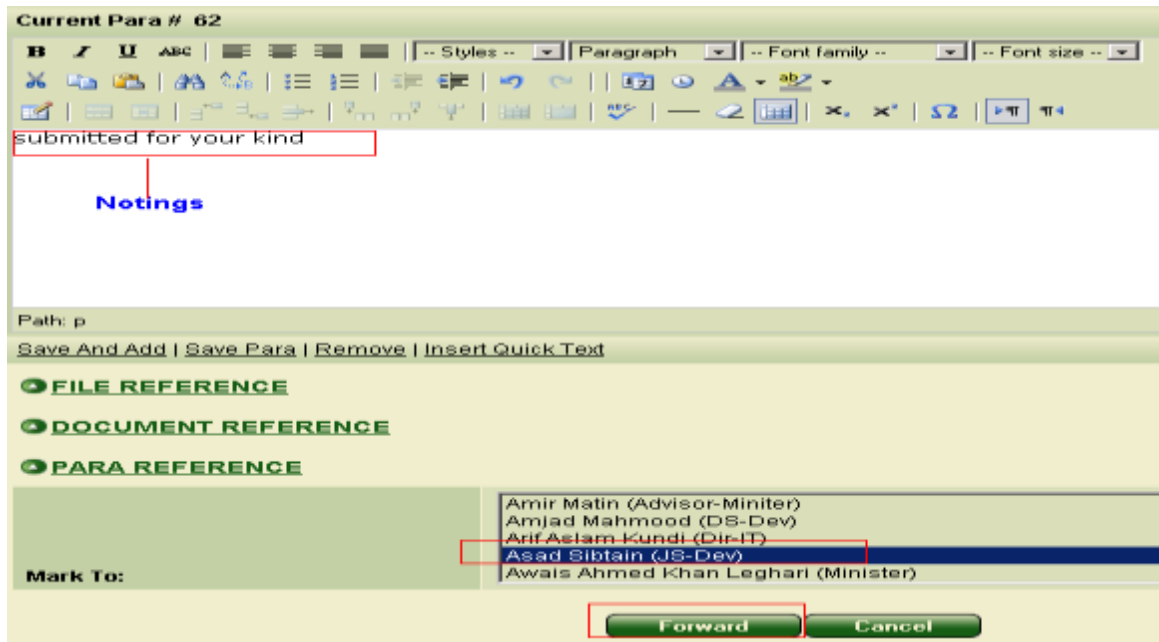 Current Para # 62
B I U ABC -- Styles -- Paragraph -- Font family -- -- Font size --
submitted for your kind
Notings
Path: p
Save And Add | Save Para | Remove | Insert Quick Text
FILE REFERENCE
DOCUMENT REFERENCE
PARA REFERENCE
Amir Matin (Advisor-Miniter)
Amjad Mahmood (DS-Dev)
Arif Aslam Kundi (Dir-IT)
Asad Sibtain (JS-Dev)
Mark To: Awais Ahmed Khan Leghari (Minister)
Forward Cancel